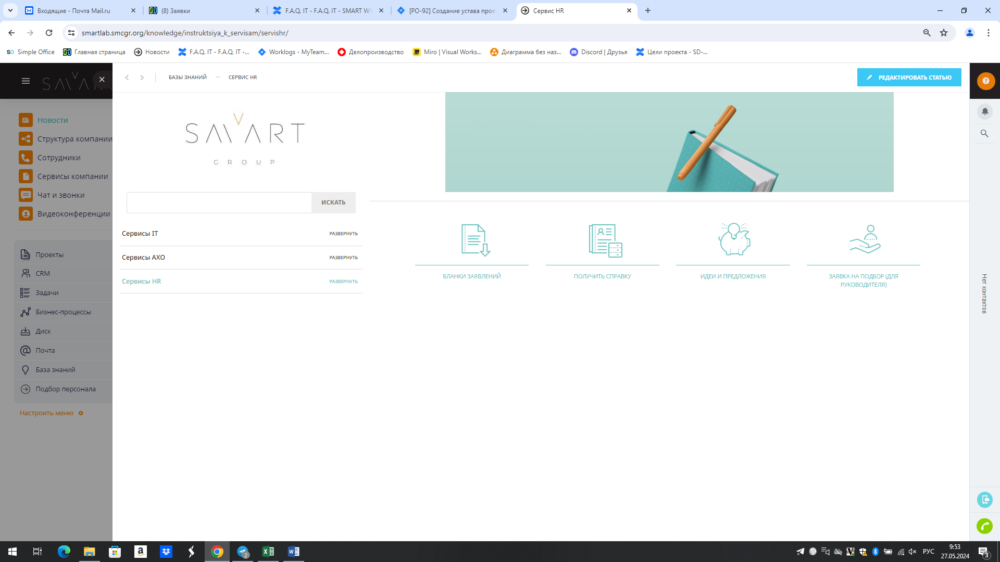 Входящие - Почта Mail.ru
(8) Заявки
F.A.Q. IT - F.A.Q. IT - SMART WI
[PO-92] Создание устава прое
Сервис HR
smartlab.smcgr.org/knowledge/instruktsiya_k_servisam/servishr/
Simple Office
Главная страница
Новости
F.A.Q. IT - F.A.Q. IT -...
Worklogs - MyTeam...
Делопроизводство
Miro | Visual Works...
Диаграмма без наз...
Discord | Друзья
Цели проекта - SD-...
SAVA
БАЗЫ ЗНАНИЙ — СЕРВИС HR
РЕДАКТИРОВАТЬ СТАТЬЮ
Новости
Структура компании
Сотрудники
Сервисы компании
Чат и звонки
Видеоконференции
Проекты
CRM
Задачи
Бизнес-процессы
Диск
Почта
База знаний
Подбор персонала
Настроить меню
SAVART
GROUP
ИСКАТЬ
Сервисы IT РАЗВЕРНУТЬ
Сервисы АХО РАЗВЕРНУТЬ
Сервисы HR РАЗВЕРНУТЬ
БЛАНКИ ЗАЯВЛЕНИЙ
ПОЛУЧИТЬ СПРАВКУ
ИДЕИ И ПРЕДЛОЖЕНИЯ
ЗАЯВКА НА ПОДБОР (ДЛЯ
РУКОВОДИТЕЛЯ)
Нет контактов
2
РУС
9:53
27.05.2024
3